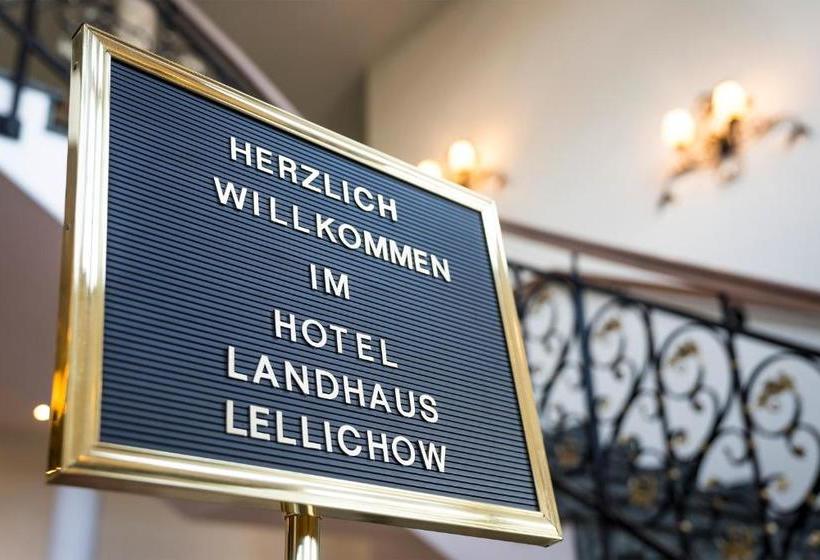 HERZLICH
WILLKOMMEN
IM
HOTEL
LANDHAUS
LELLICHOW